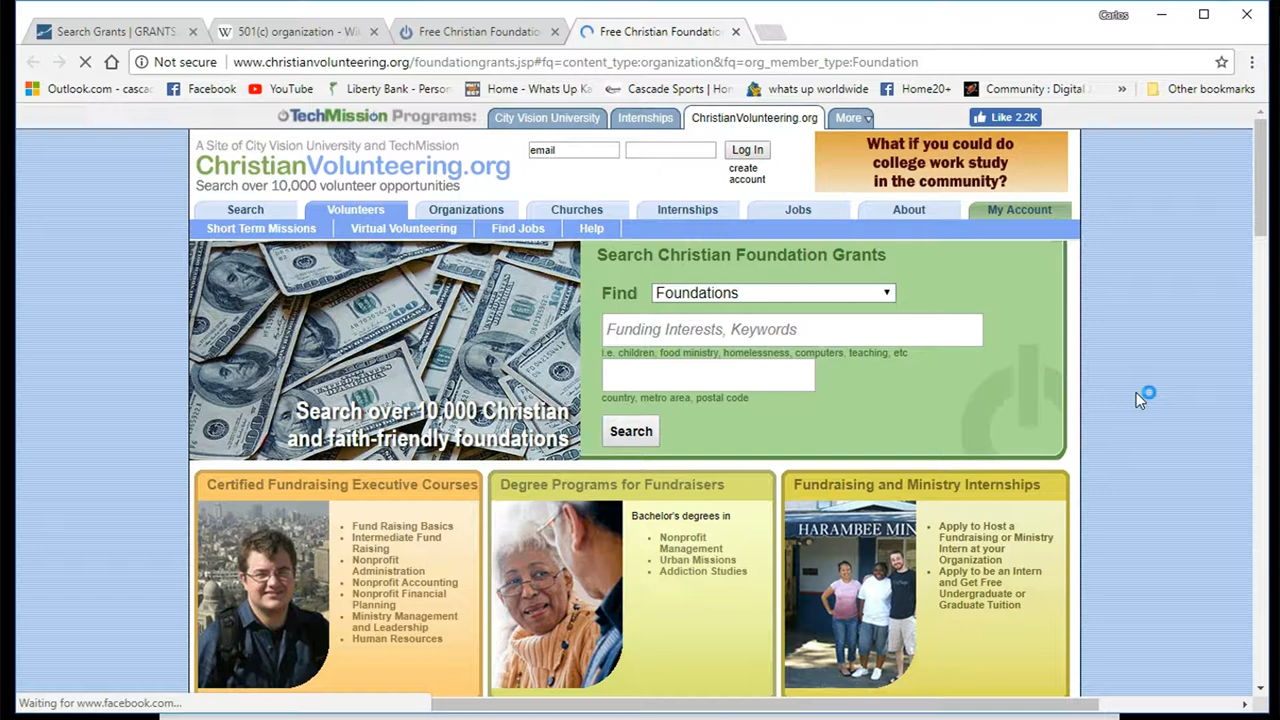 Carlos
Search Grants | GRANTS
501(c) organization - Wi
Free Christian Foundatio
Free Christian Foundatio
Not secure
www.christianvolunteering.org/foundationgrants.jsp#fq=content_type:organization&fq=org_member_type:Foundation
Outlook.com - casca
Facebook
YouTube
Liberty Bank - Person
Home - Whats Up Ka
Cascade Sports | Hom
whats up worldwide
Home20+
Community : Digital J
»
Other bookmarks
TechMission Programs:
City Vision University
Internships
ChristianVolunteering.org
More
Like 2.2K
A Site of City Vision University and TechMission
ChristianVolunteering.org
Search over 10,000 volunteer opportunities
email
Log In
create
account
What if you could do
college work study
in the community?
Search
Volunteers
Organizations
Churches
Internships
Jobs
About
My Account
Short Term Missions
Virtual Volunteering
Find Jobs
Help
Search over 10,000 Christian
and faith-friendly foundations
Search Christian Foundation Grants
Find
Foundations
Funding Interests, Keywords
i.e. children, food ministry, homelessness, computers, teaching, etc
country, metro area, postal code
Search
Certified Fundraising Executive Courses
• Fund Raising Basics
• Intermediate Fund
Raising
• Nonprofit
Administration
• Nonprofit Accounting
• Nonprofit Financial
Planning
• Ministry Management
and Leadership
• Human Resources
Degree Programs for Fundraisers
Bachelor's degrees in
• Nonprofit
Management
• Urban Missions
• Addiction Studies
Fundraising and Ministry Internships
HARAMBEE MIN
• Apply to Host a
Fundraising or Ministry
Intern at your
Organization
• Apply to be an Intern
and Get Free
Undergraduate or
Graduate Tuition
Waiting for www.facebook.com...